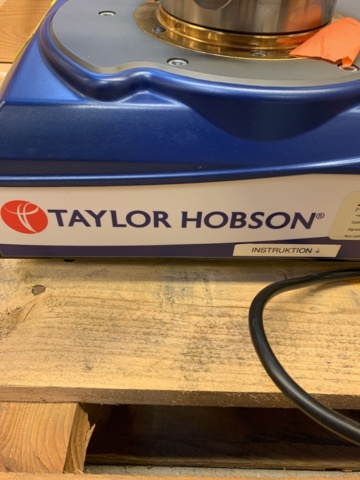 TAYLOR HOBSON®
INSTRUKTION ↓